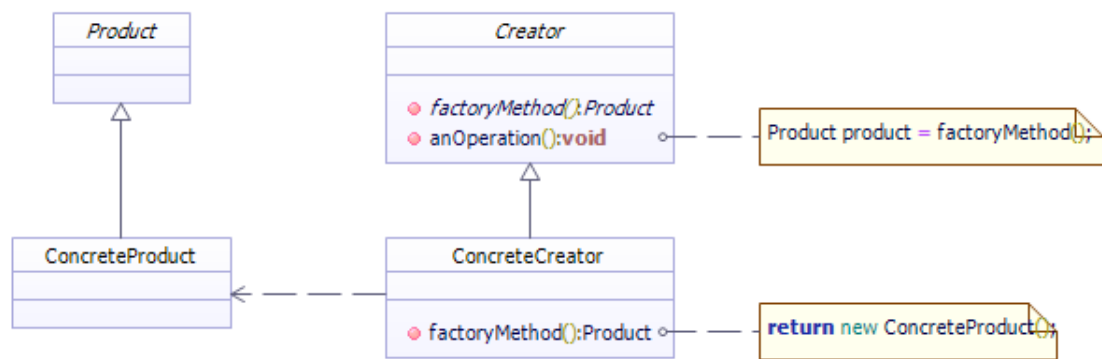 Product
Creator
factoryMethod():Product
anOperation():void
Product product = factoryMethod();
ConcreteProduct
ConcreteCreator
factoryMethod():Product
return new ConcreteProduct();